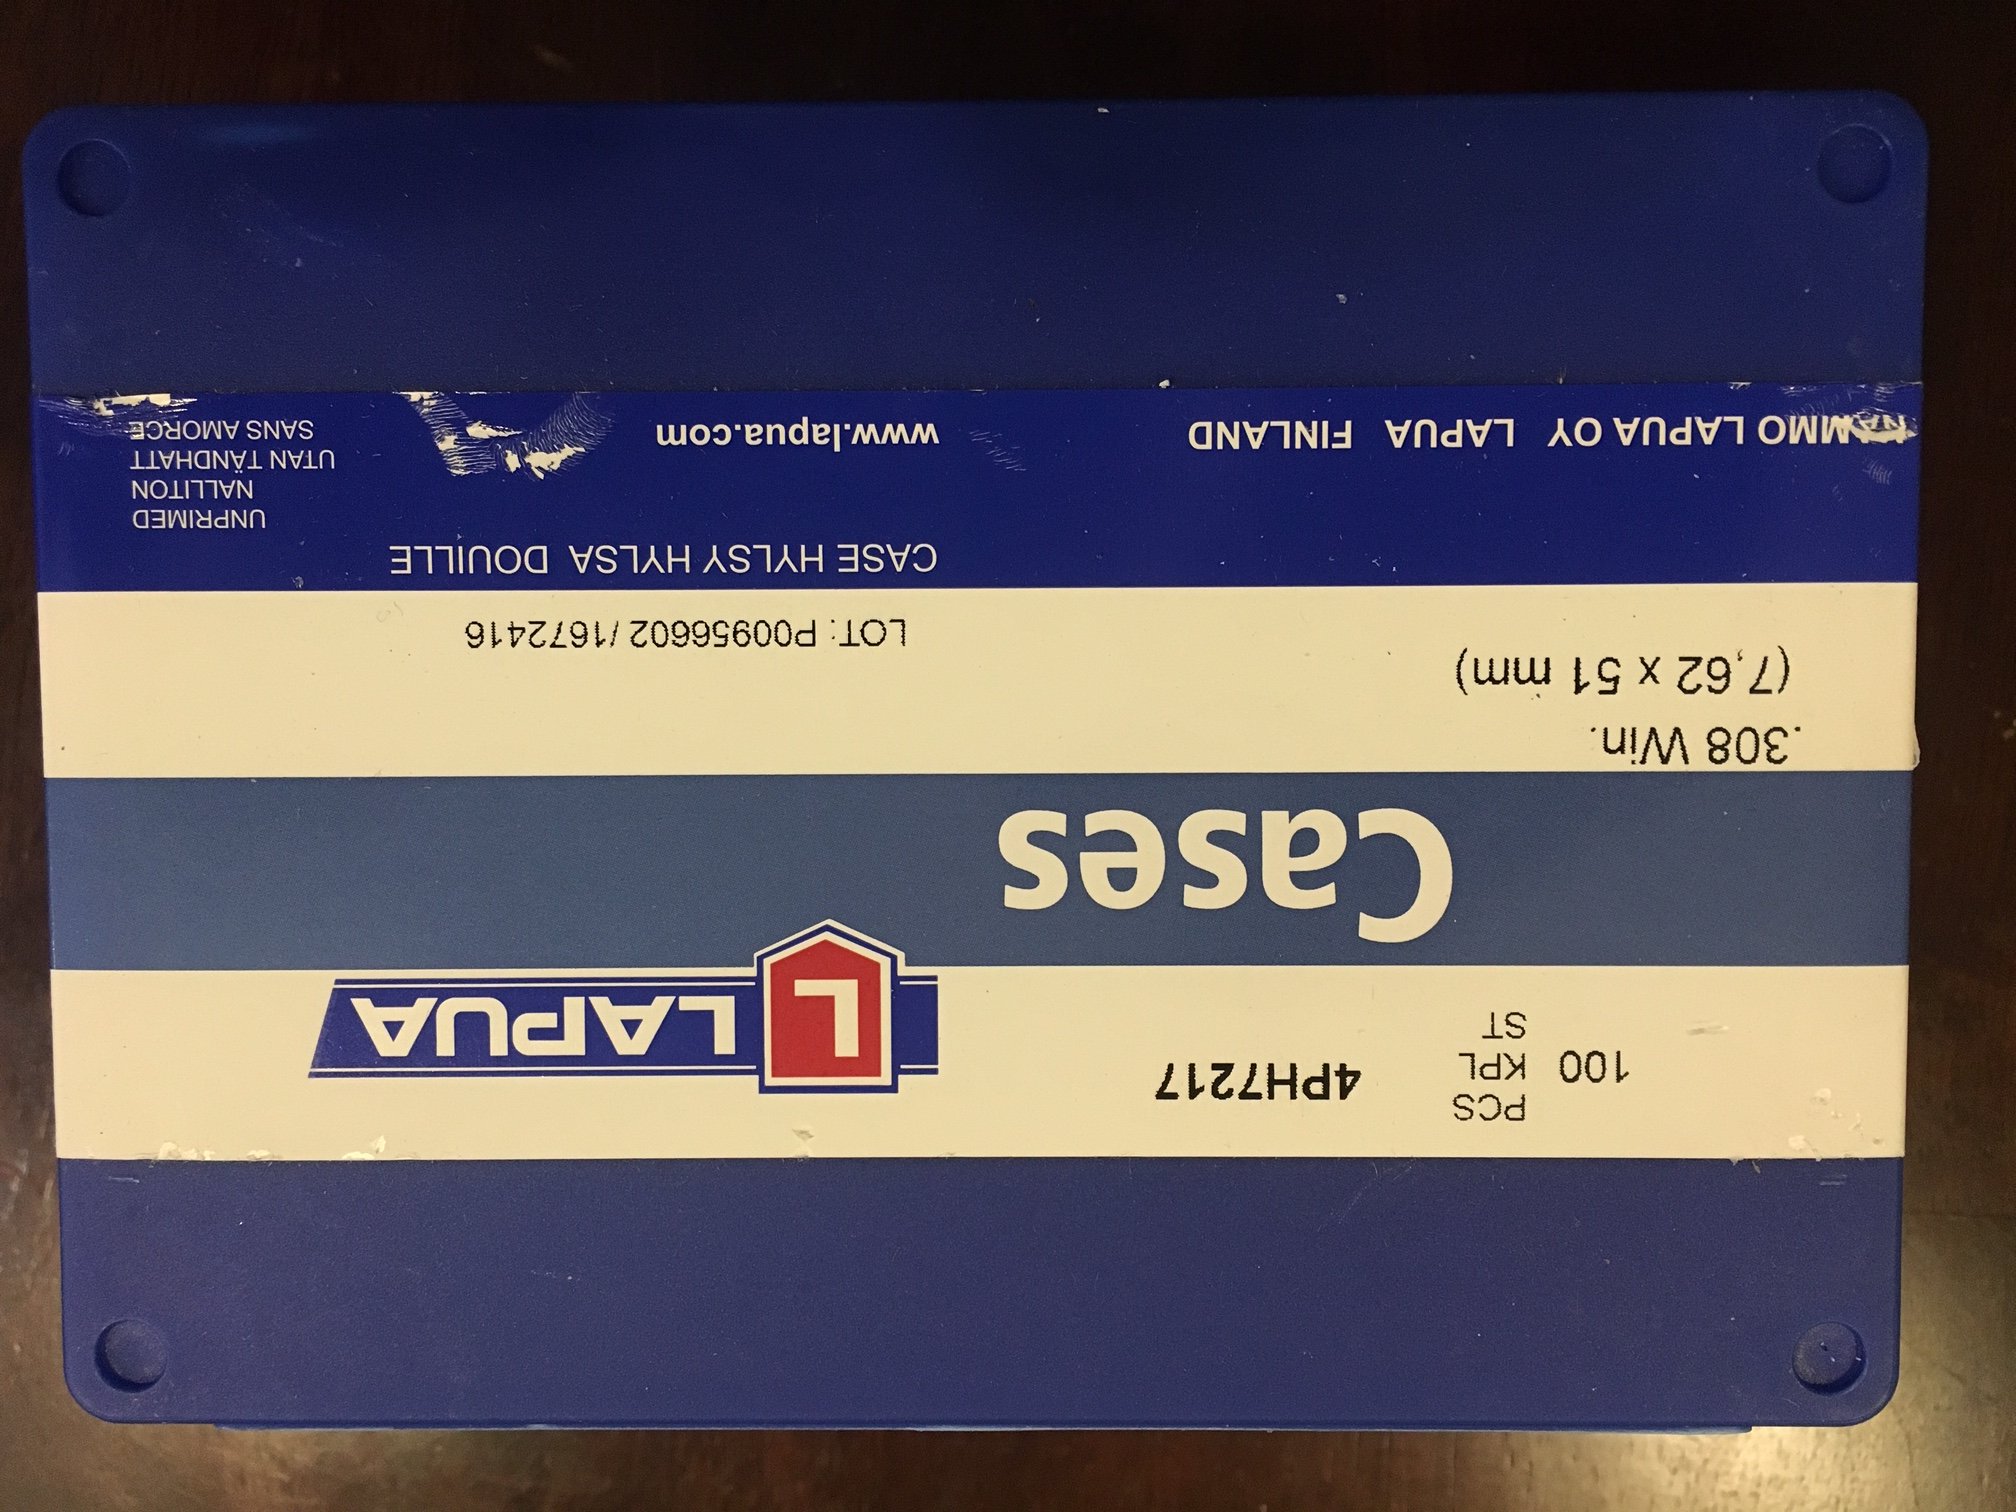 100
PCS
KPL
ST
4PH7217
L LAPUA
Cases
.308 Win.
(7,62 x 51 mm)
LOT: P00956602/1672416
CASE HYLSY HYLSA DOUILLE
UNPRIMED
NALLITON
UTAN TÄNDHATT
SANS AMORCE
NAMMO LAPUA OY LAPUA FINLAND
www.lapua.com